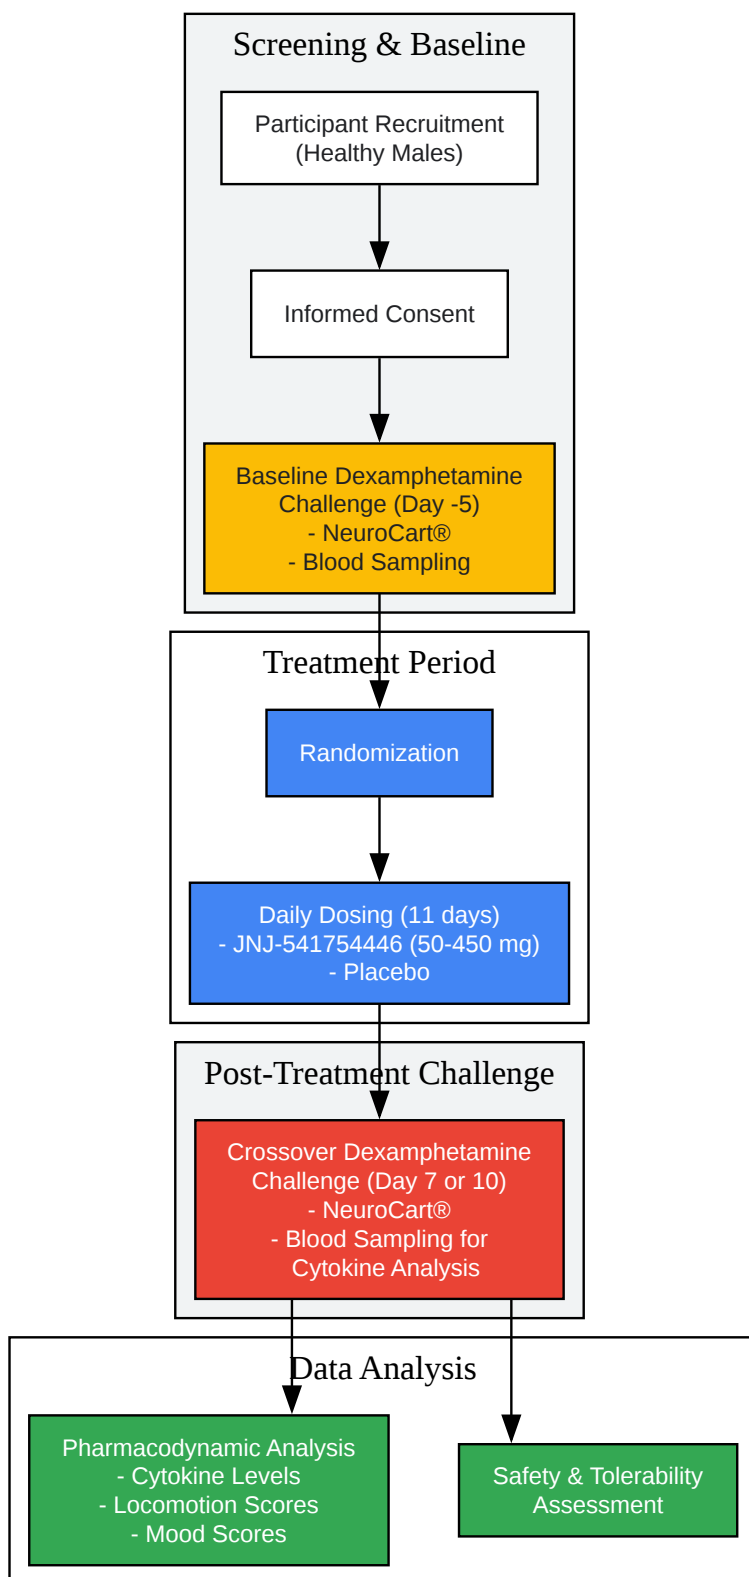 Screening & Baseline
Participant Recruitment
(Healthy Males)
Informed Consent
Baseline Dexamphetamine
Challenge (Day -5)
- NeuroCart®
- Blood Sampling
Treatment Period
Randomization
Daily Dosing (11 days)
- JNJ-541754446 (50-450 mg)
- Placebo
Post-Treatment Challenge
Crossover Dexamphetamine
Challenge (Day 7 or 10)
- NeuroCart®
- Blood Sampling for
Cytokine Analysis
Data Analysis
Pharmacodynamic Analysis
- Cytokine Levels
- Locomotion Scores
- Mood Scores
Safety & Tolerability
Assessment